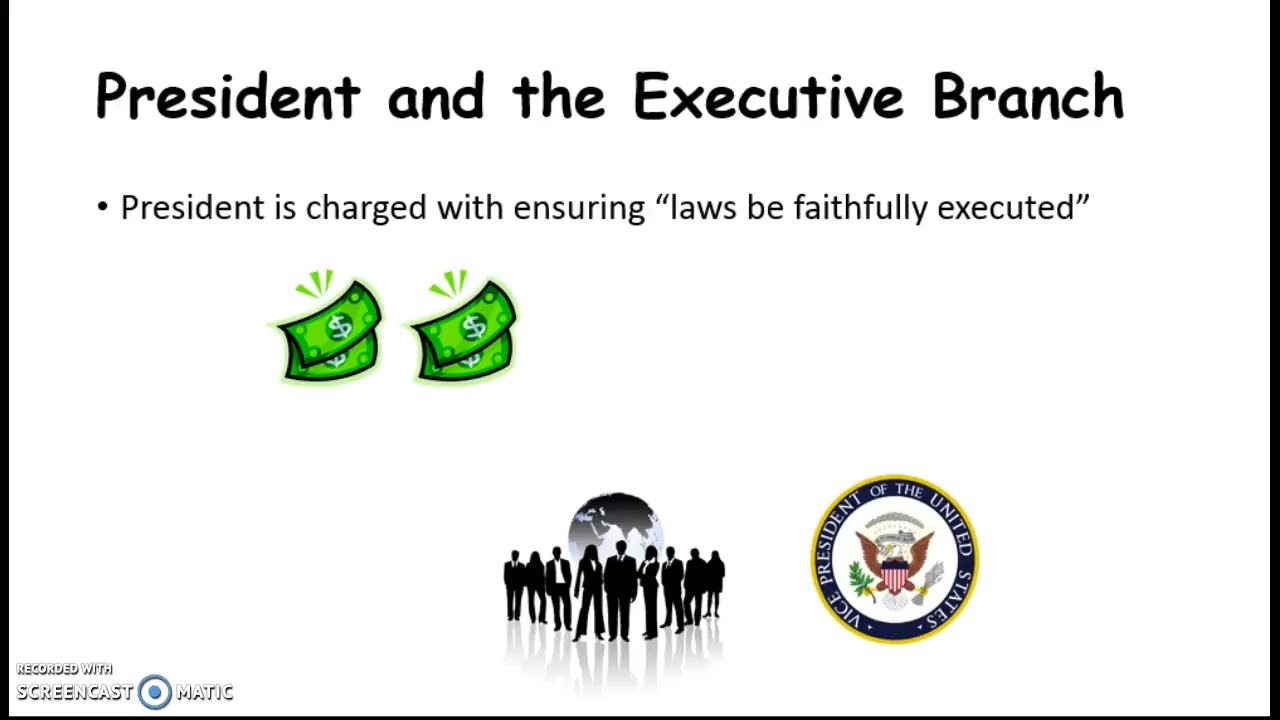 President and the Executive Branch
• President is charged with ensuring “laws be faithfully executed”
$ $
VICE PRESIDENT OF THE UNITED STATES
RECORDED WITH
SCREENCAST MATIC